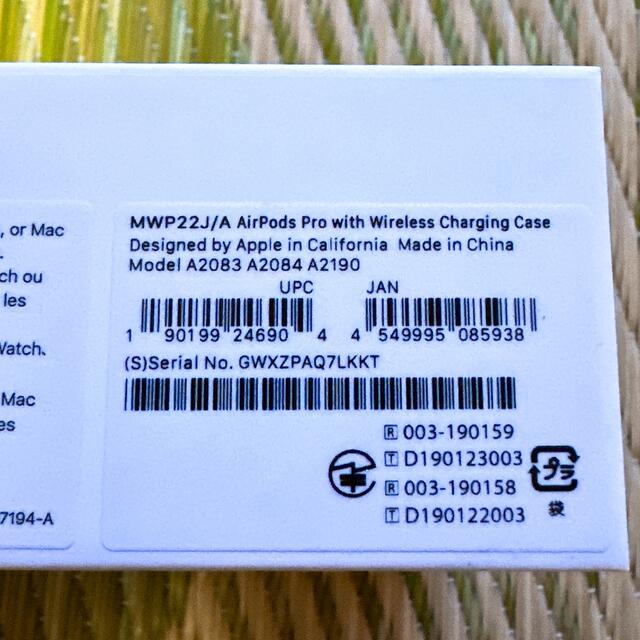 , or Mac
.
ch ou
les
Watch、
Mac
es
7194-A
MWP22J/A AirPods Pro with Wireless Charging Case
Designed by Apple in California Made in China
Model A2083 A2084 A2190
UPC JAN
1 90199 24690 4 4 549995 085938
(S)Serial No. GWXZPAQ7LKKT
R 003-190159
T D190123003
R 003-190158
T D190122003
プラ
袋